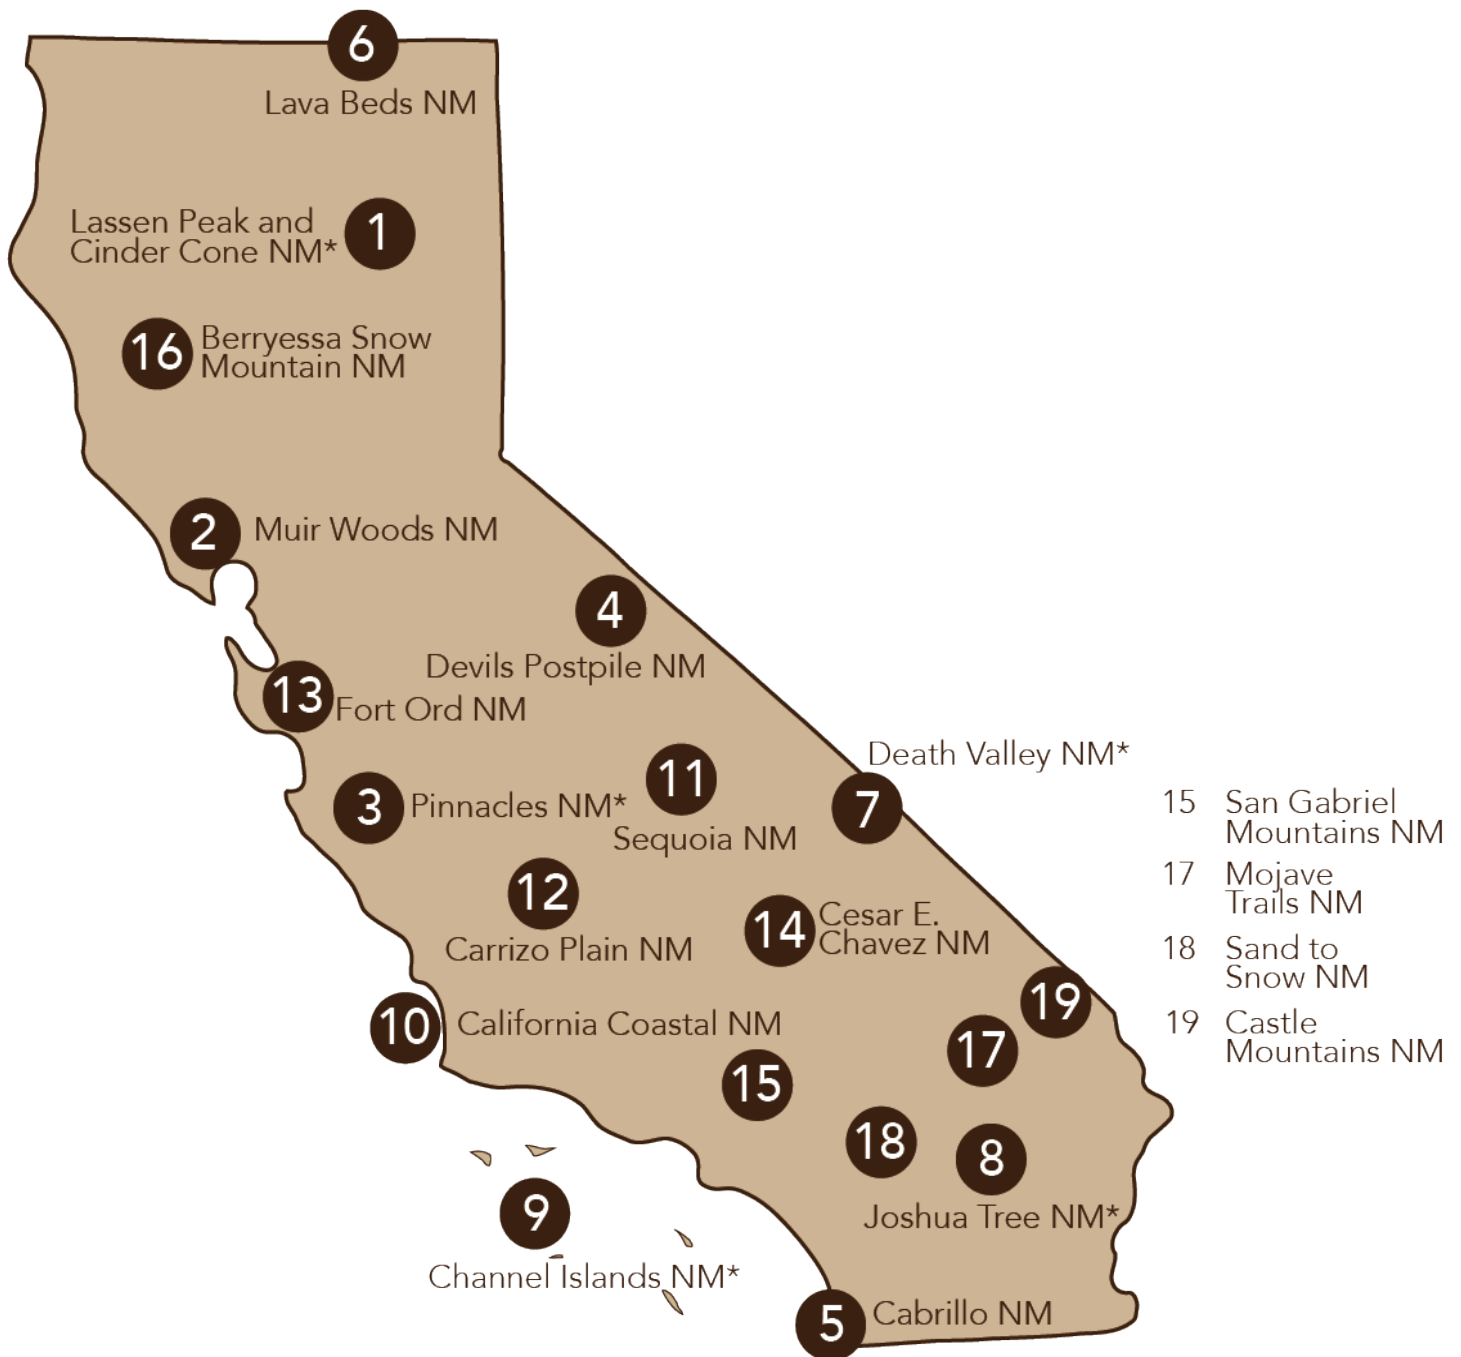 6
Lava Beds NM
Lassen Peak and
Cinder Cone NM*
1
16
Berryessa Snow
Mountain NM
2
Muir Woods NM
4
Devils Postpile NM
13
Fort Ord NM
Death Valley NM*
7
3
Pinnacles NM*
11
Sequoia NM
12
Carrizo Plain NM
14
Cesar E.
Chavez NM
10
California Coastal NM
19
17
15
18
8
Joshua Tree NM*
9
Channel Islands NM*
5
Cabrillo NM
15 San Gabriel
Mountains NM
17 Mojave
Trails NM
18 Sand to
Snow NM
19 Castle
Mountains NM